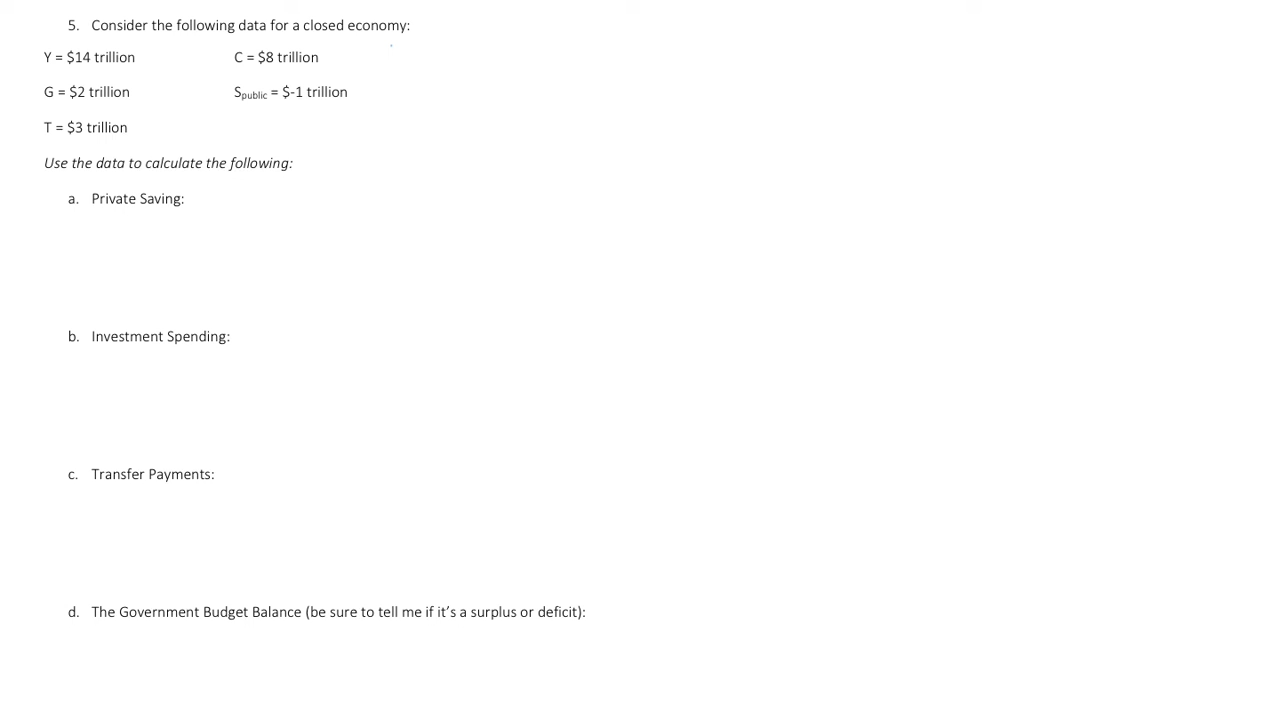 5. Consider the following data for a closed economy:
Y = $14 trillion C = $8 trillion
G = $2 trillion Spublic = $-1 trillion
T = $3 trillion
Use the data to calculate the following:
a. Private Saving:
b. Investment Spending:
c. Transfer Payments:
d. The Government Budget Balance (be sure to tell me if it’s a surplus or deficit):